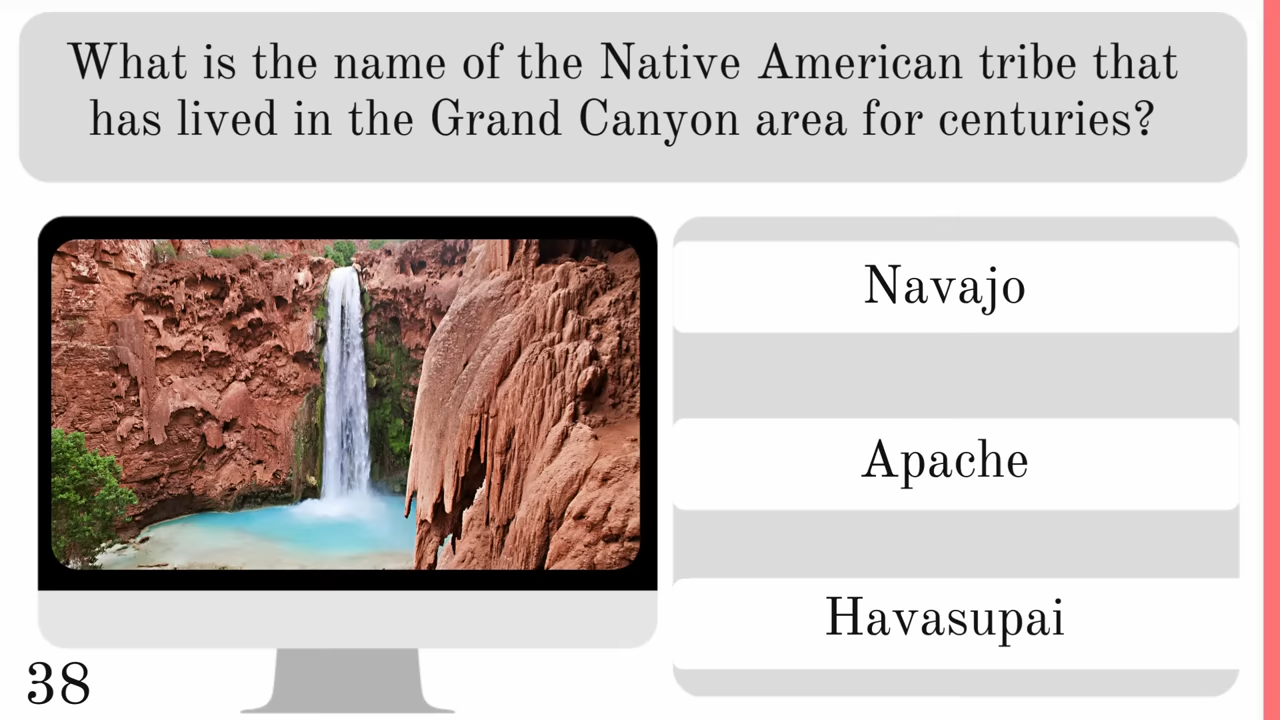 What is the name of the Native American tribe that
has lived in the Grand Canyon area for centuries?
Navajo
Apache
Havasupai
38